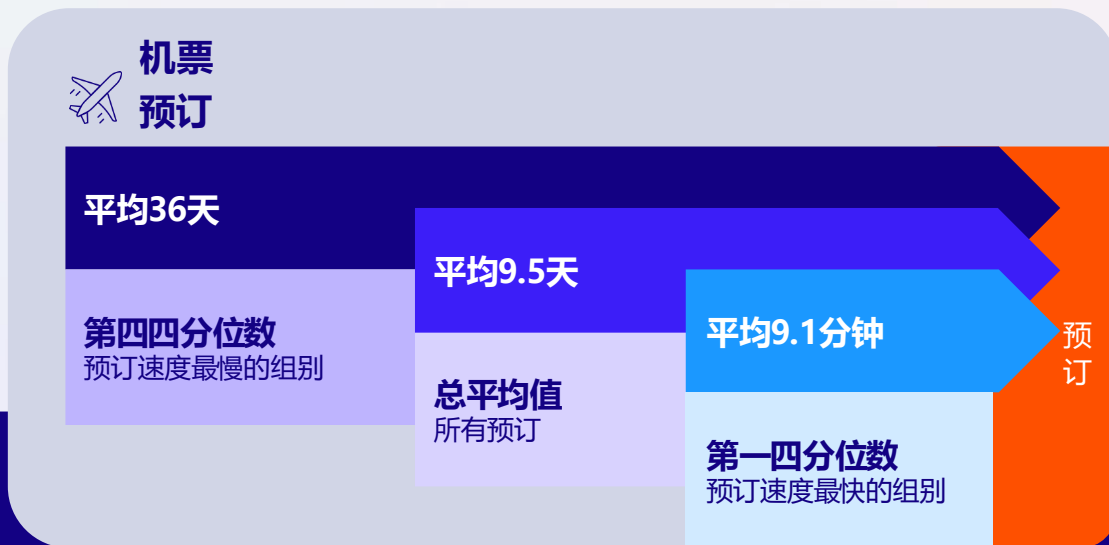 机票
预订
平均36天
第四四分位数
预订速度最慢的组别
平均9.5天
总平均值
所有预订
平均9.1分钟
第一四分位数
预订速度最快的组别
预
订